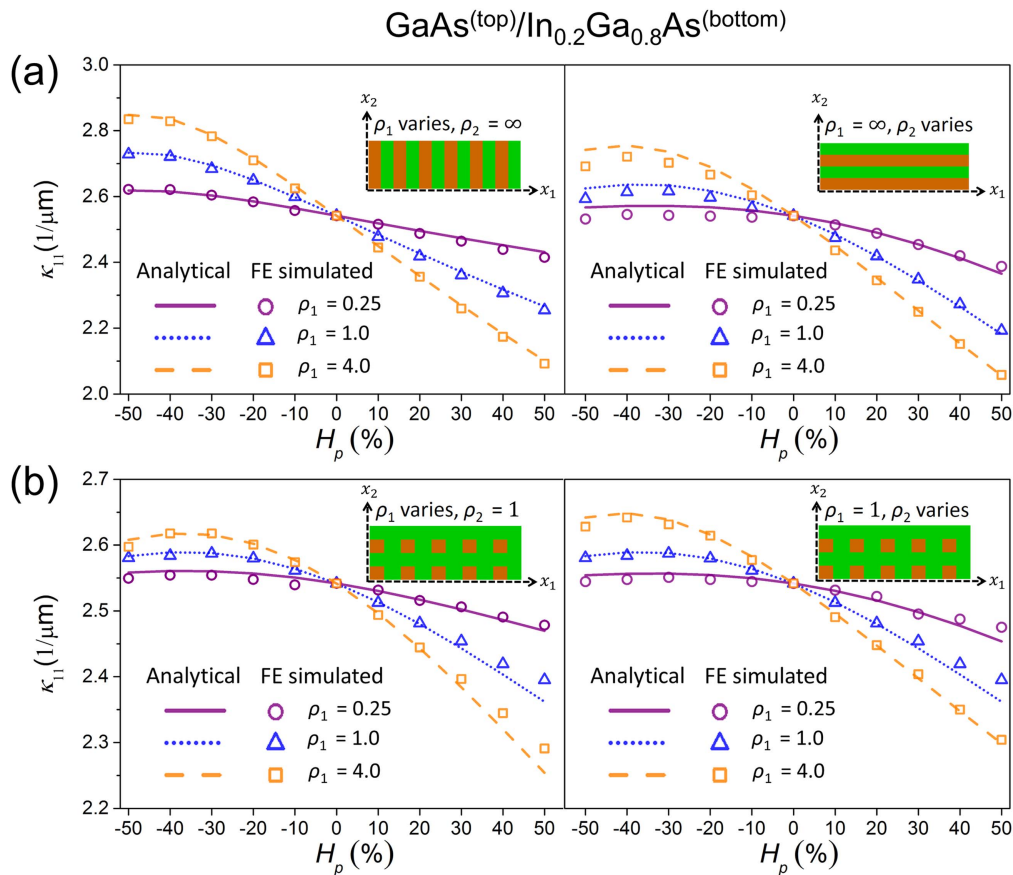 GaAs(top)/In0.2Ga0.8As(bottom)
(a)
κ11(1/μm)
3.0
2.8
2.6
2.4
2.2
2.0
x2
ρ1 varies, ρ2 = ∞
x1
Analytical FE simulated
ρ1 = 0.25
ρ1 = 1.0
ρ1 = 4.0
-50 -40 -30 -20 -10 0 10 20 30 40 50
Hp (%)
x2
ρ1 = ∞, ρ2 varies
x1
Analytical FE simulated
ρ1 = 0.25
ρ1 = 1.0
ρ1 = 4.0
-50 -40 -30 -20 -10 0 10 20 30 40 50
Hp (%)
(b)
κ11(1/μm)
2.7
2.6
2.5
2.4
2.3
2.2
x2
ρ1 varies, ρ2 = 1
x1
Analytical FE simulated
ρ1 = 0.25
ρ1 = 1.0
ρ1 = 4.0
-50 -40 -30 -20 -10 0 10 20 30 40 50
Hp (%)
x2
ρ1 = 1, ρ2 varies
x1
Analytical FE simulated
ρ1 = 0.25
ρ1 = 1.0
ρ1 = 4.0
-50 -40 -30 -20 -10 0 10 20 30 40 50
Hp (%)